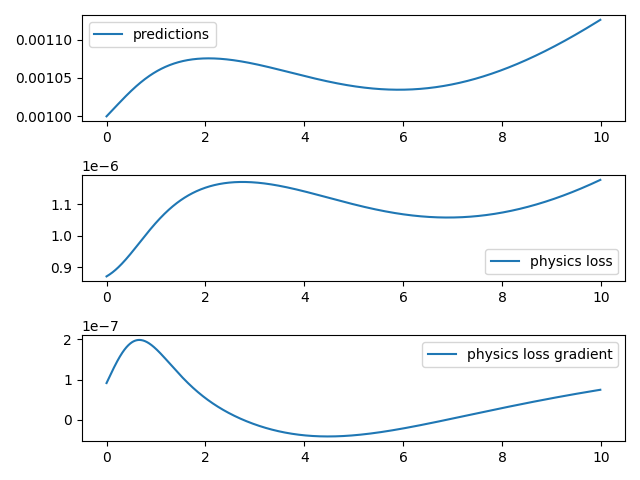 0.00110
0.00105
0.00100
predictions
0 2 4 6 8 10
1e−6
1.1
1.0
0.9
physics loss
0 2 4 6 8 10
1e−7
2
1
0
physics loss gradient
0 2 4 6 8 10